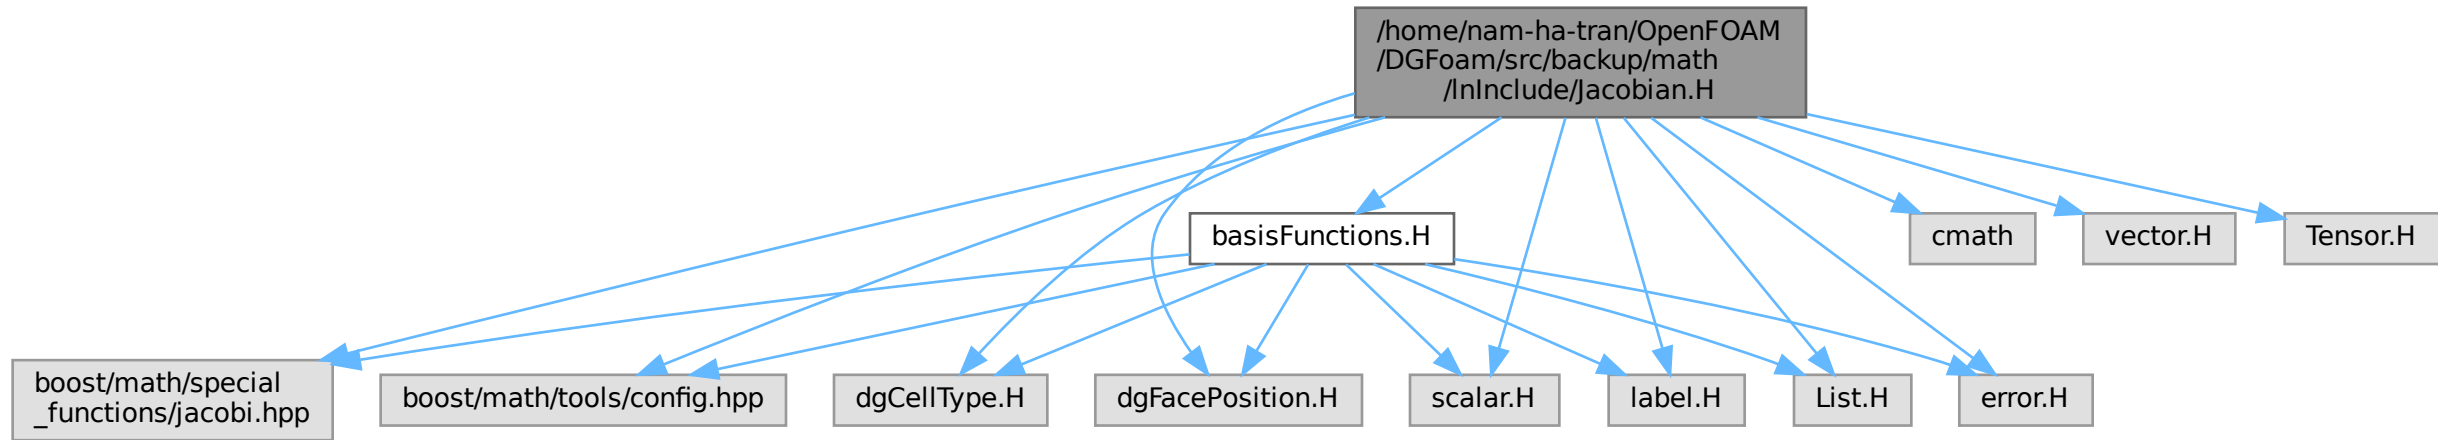 /home/nam-ha-tran/OpenFOAM
/DGFoam/src/backup/math
/lnInclude/Jacobian.H
basisFunctions.H
cmath
vector.H
Tensor.H
boost/math/special
_functions/jacobi.hpp
boost/math/tools/config.hpp
dgCellType.H
dgFacePosition.H
scalar.H
label.H
List.H
error.H